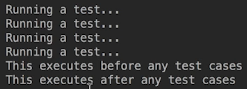 Running a test...
Running a test...
Running a test...
Running a test...
This executes before any test cases
This executes after any test cases